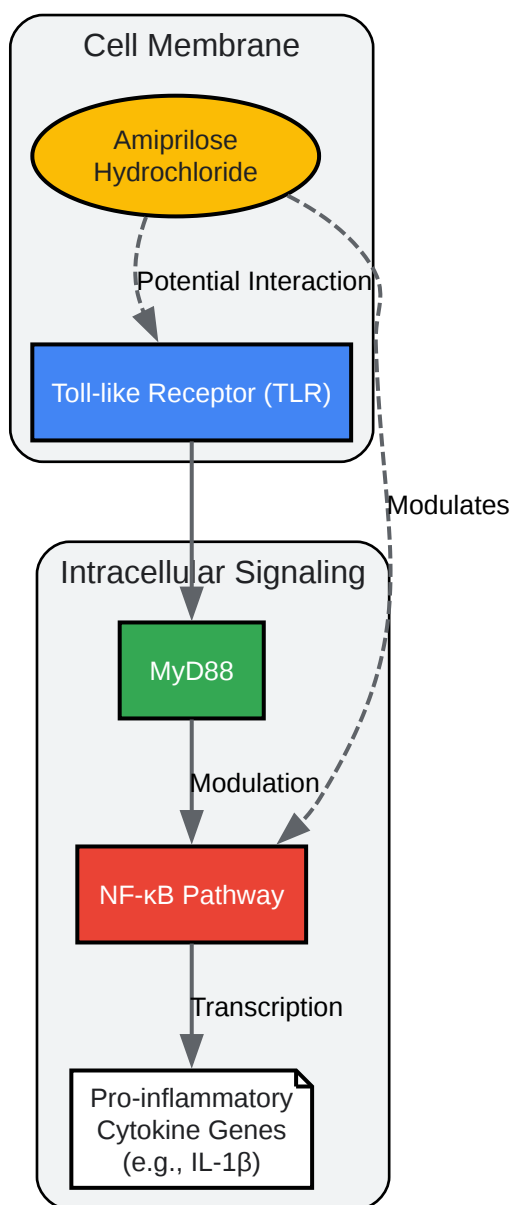 Cell Membrane
Amiprilose
Hydrochloride
Potential Interaction
Toll-like Receptor (TLR)
Modulates
Intracellular Signaling
MyD88
Modulation
NF-κB Pathway
Transcription
Pro-inflammatory
Cytokine Genes
(e.g., IL-1β)